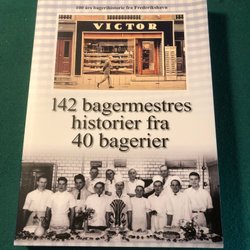 100 års bagerihistorie fra Frederikshavn
VICTOR
142 bagermestres
historier fra
40 bagerier